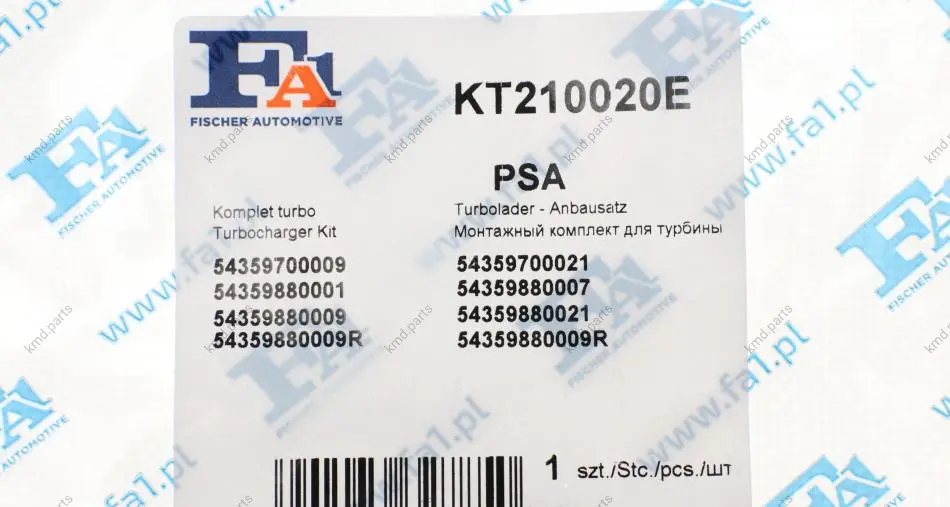 FA1
FISCHER AUTOMOTIVE
KT210020E
PSA
Komplet turbo
Turbocharger Kit
Turbolader - Anbausatz
Монтажный комплект для турбины
54359700009
54359880001
54359880009
54359880009R
54359700021
54359880007
54359880021
54359880009R
1 szt./Stc./pcs./шт
www.fa1.pl
kmd.parts